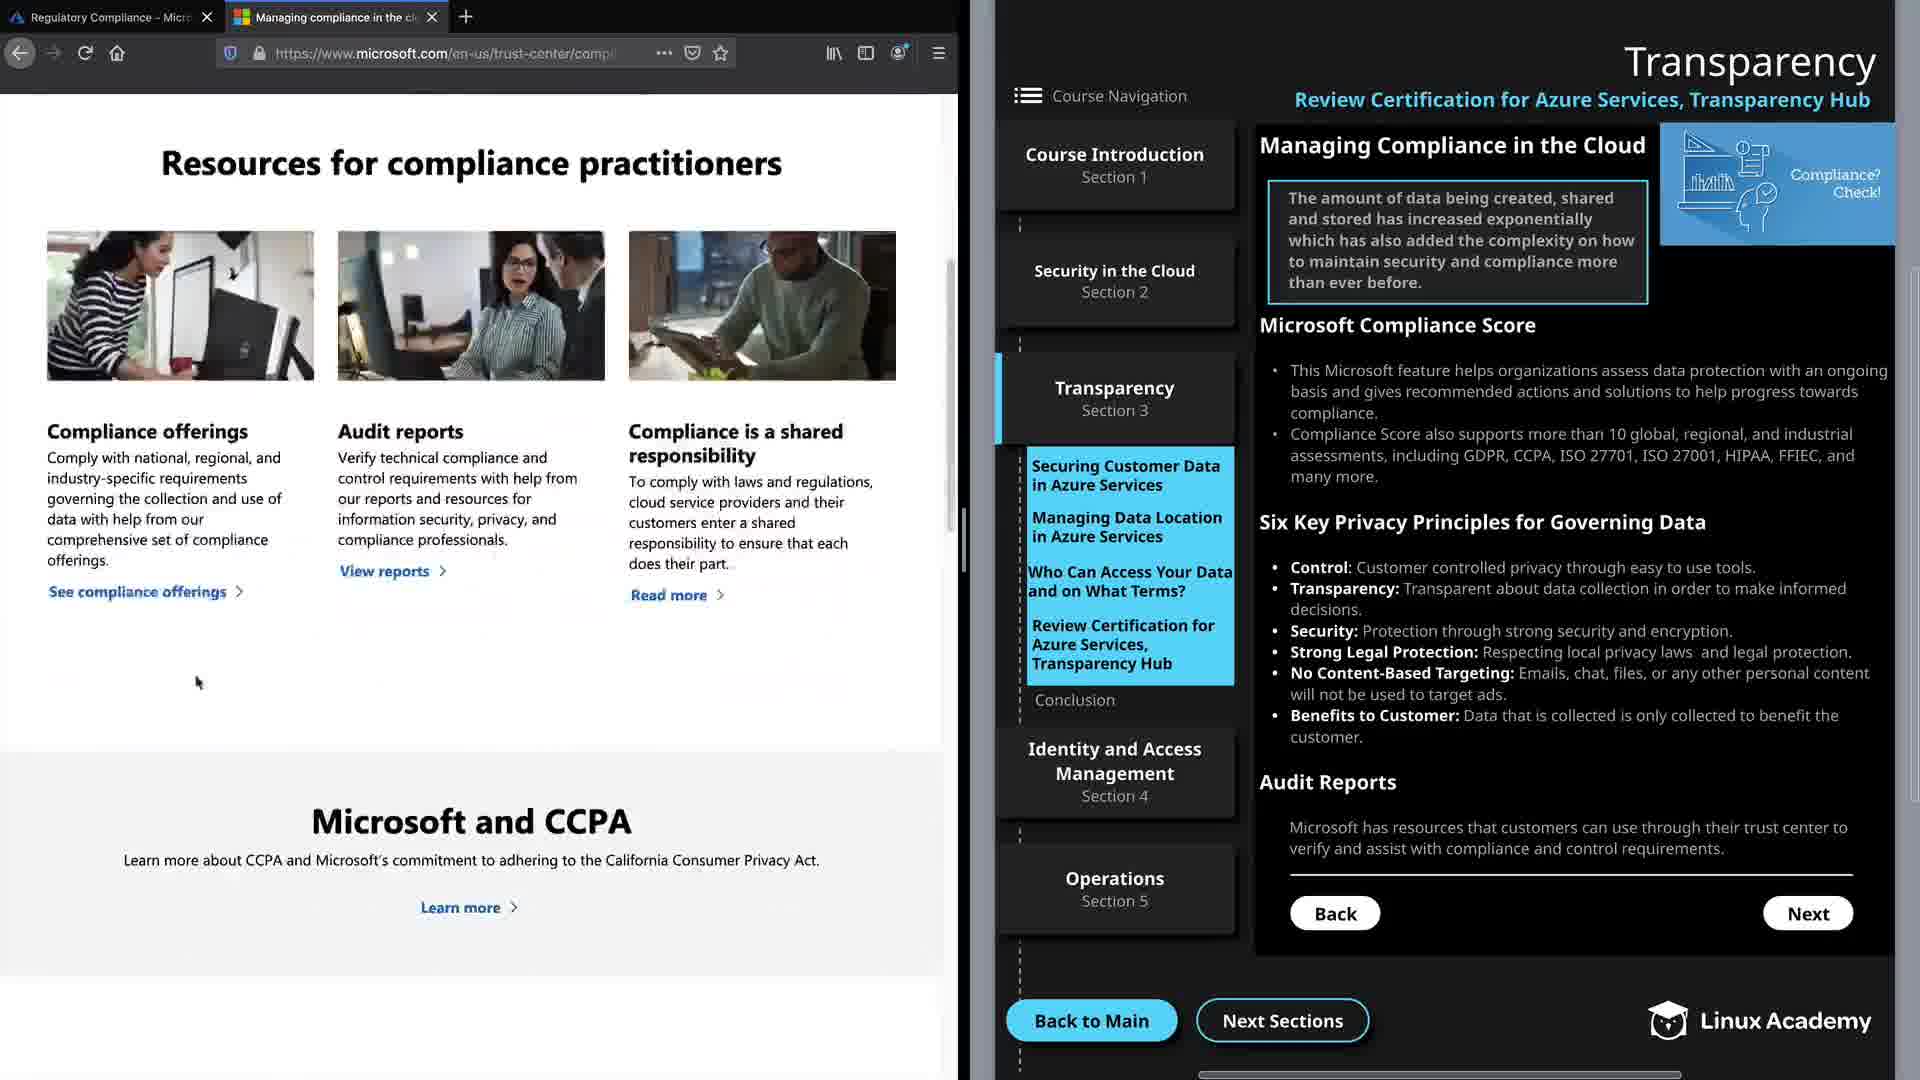 Regulatory Compliance – Micro
Managing compliance in the cl
https://www.microsoft.com/en-us/trust-center/compl
Resources for compliance practitioners
Compliance offerings
Comply with national, regional, and
industry-specific requirements
governing the collection and use of
data with help from our
comprehensive set of compliance
offerings.
See compliance offerings
Audit reports
Verify technical compliance and
control requirements with help from
our reports and resources for
information security, privacy, and
compliance professionals.
View reports
Compliance is a shared
responsibility
To comply with laws and regulations,
cloud service providers and their
customers enter a shared
responsibility to ensure that each
does their part.
Read more
Microsoft and CCPA
Learn more about CCPA and Microsoft's commitment to adhering to the California Consumer Privacy Act.
Learn more
Transparency
Review Certification for Azure Services, Transparency Hub
Course Navigation
Course Introduction
Section 1
Security in the Cloud
Section 2
Transparency
Section 3
Securing Customer Data
in Azure Services
Managing Data Location
in Azure Services
Who Can Access Your Data
and on What Terms?
Review Certification for
Azure Services,
Transparency Hub
Conclusion
Identity and Access
Management
Section 4
Operations
Section 5
Managing Compliance in the Cloud
The amount of data being created, shared
and stored has increased exponentially
which has also added the complexity on how
to maintain security and compliance more
than ever before.
Compliance?
Check!
Microsoft Compliance Score
• This Microsoft feature helps organizations assess data protection with an ongoing
basis and gives recommended actions and solutions to help progress towards
compliance.
• Compliance Score also supports more than 10 global, regional, and industrial
assessments, including GDPR, CCPA, ISO 27701, ISO 27001, HIPAA, FFIEC, and
many more.
Six Key Privacy Principles for Governing Data
• Control: Customer controlled privacy through easy to use tools.
• Transparency: Transparent about data collection in order to make informed
decisions.
• Security: Protection through strong security and encryption.
• Strong Legal Protection: Respecting local privacy laws and legal protection.
• No Content-Based Targeting: Emails, chat, files, or any other personal content
will not be used to target ads.
• Benefits to Customer: Data that is collected is only collected to benefit the
customer.
Audit Reports
Microsoft has resources that customers can use through their trust center to
verify and assist with compliance and control requirements.
Back
Next
Back to Main
Next Sections
Linux Academy